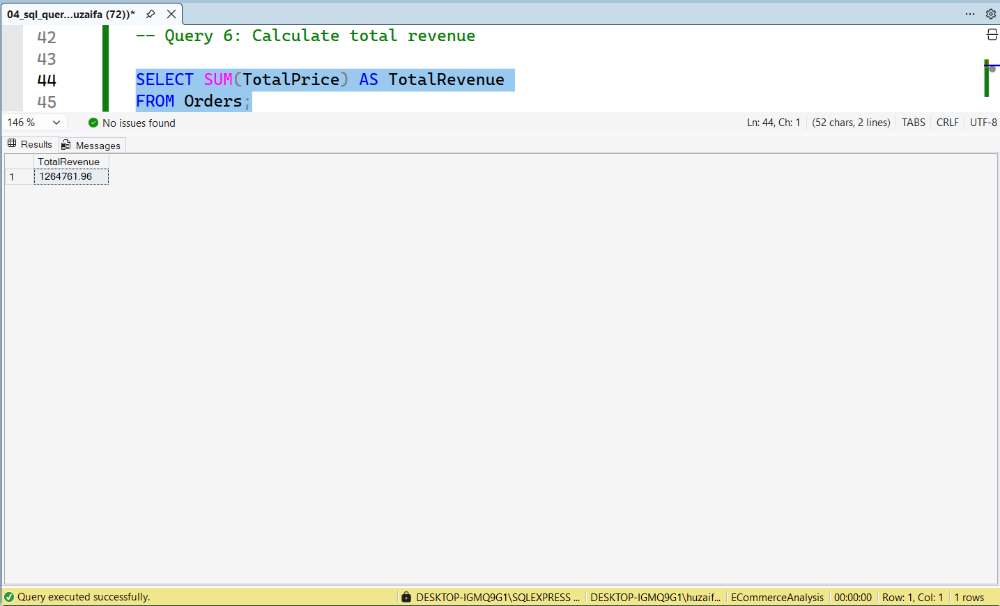 04_sql_quer...uzaifa (72))*
42 -- Query 6: Calculate total revenue
43
44 SELECT SUM(TotalPrice) AS TotalRevenue
45 FROM Orders;
146 % No issues found Ln: 44, Ch: 1 (52 chars, 2 lines) TABS CRLF UTF-8
Results Messages
TotalRevenue
1 1264761.96
Query executed successfully. DESKTOP-IGMQ9G1\SQLEXPRESS ... DESKTOP-IGMQ9G1\huzaif... ECommerceAnalysis 00:00:00 Row: 1, Col: 1 1 rows